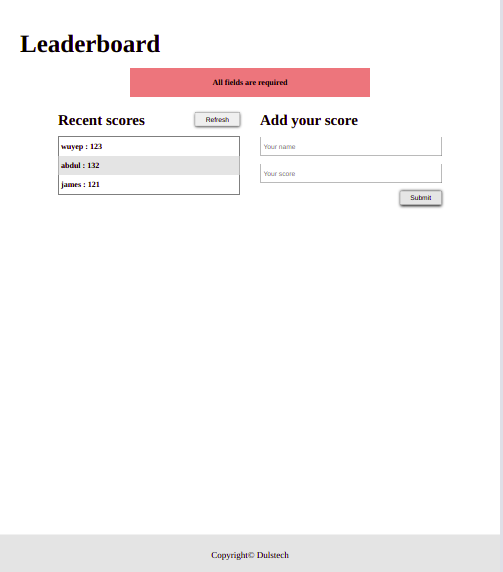 Leaderboard
All fields are required
Recent scores
Refresh
wuyep : 123
abdul : 132
james : 121
Add your score
Your name
Your score
Submit
Copyright© Dulstech